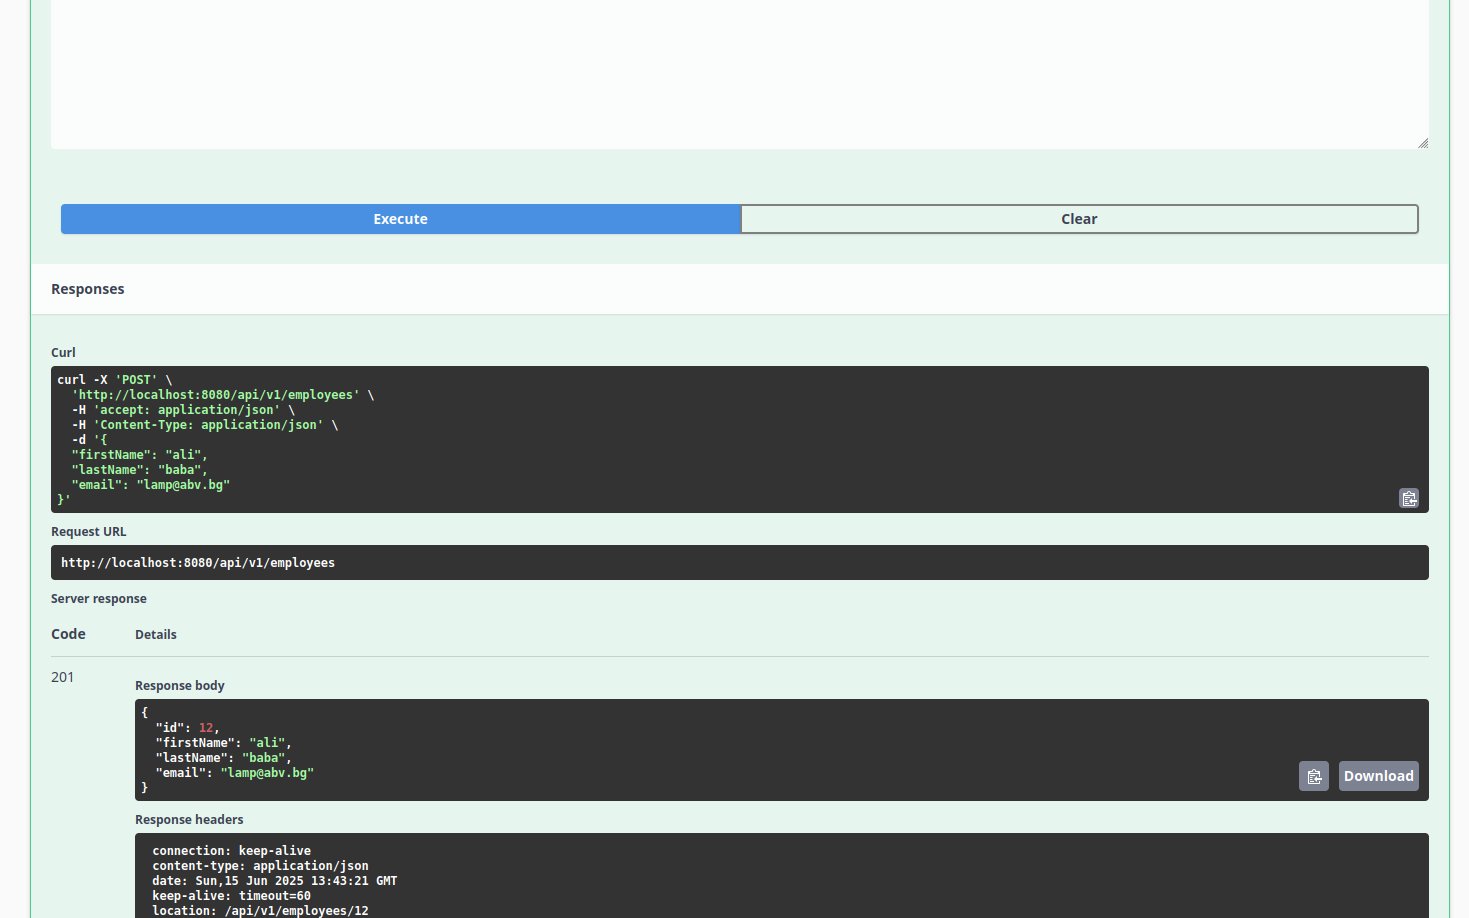 Execute
Clear
Responses
Curl
curl -X 'POST' \
  'http://localhost:8080/api/v1/employees' \
  -H 'accept: application/json' \
  -H 'Content-Type: application/json' \
  -d '{
  "firstName": "ali",
  "lastName": "baba",
  "email": "lamp@abv.bg"
}'
Request URL
http://localhost:8080/api/v1/employees
Server response
Code
Details
201
Response body
{
  "id": 12,
  "firstName": "ali",
  "lastName": "baba",
  "email": "lamp@abv.bg"
}
Download
Response headers
connection: keep-alive
content-type: application/json
date: Sun,15 Jun 2025 13:43:21 GMT
keep-alive: timeout=60
location: /api/v1/employees/12